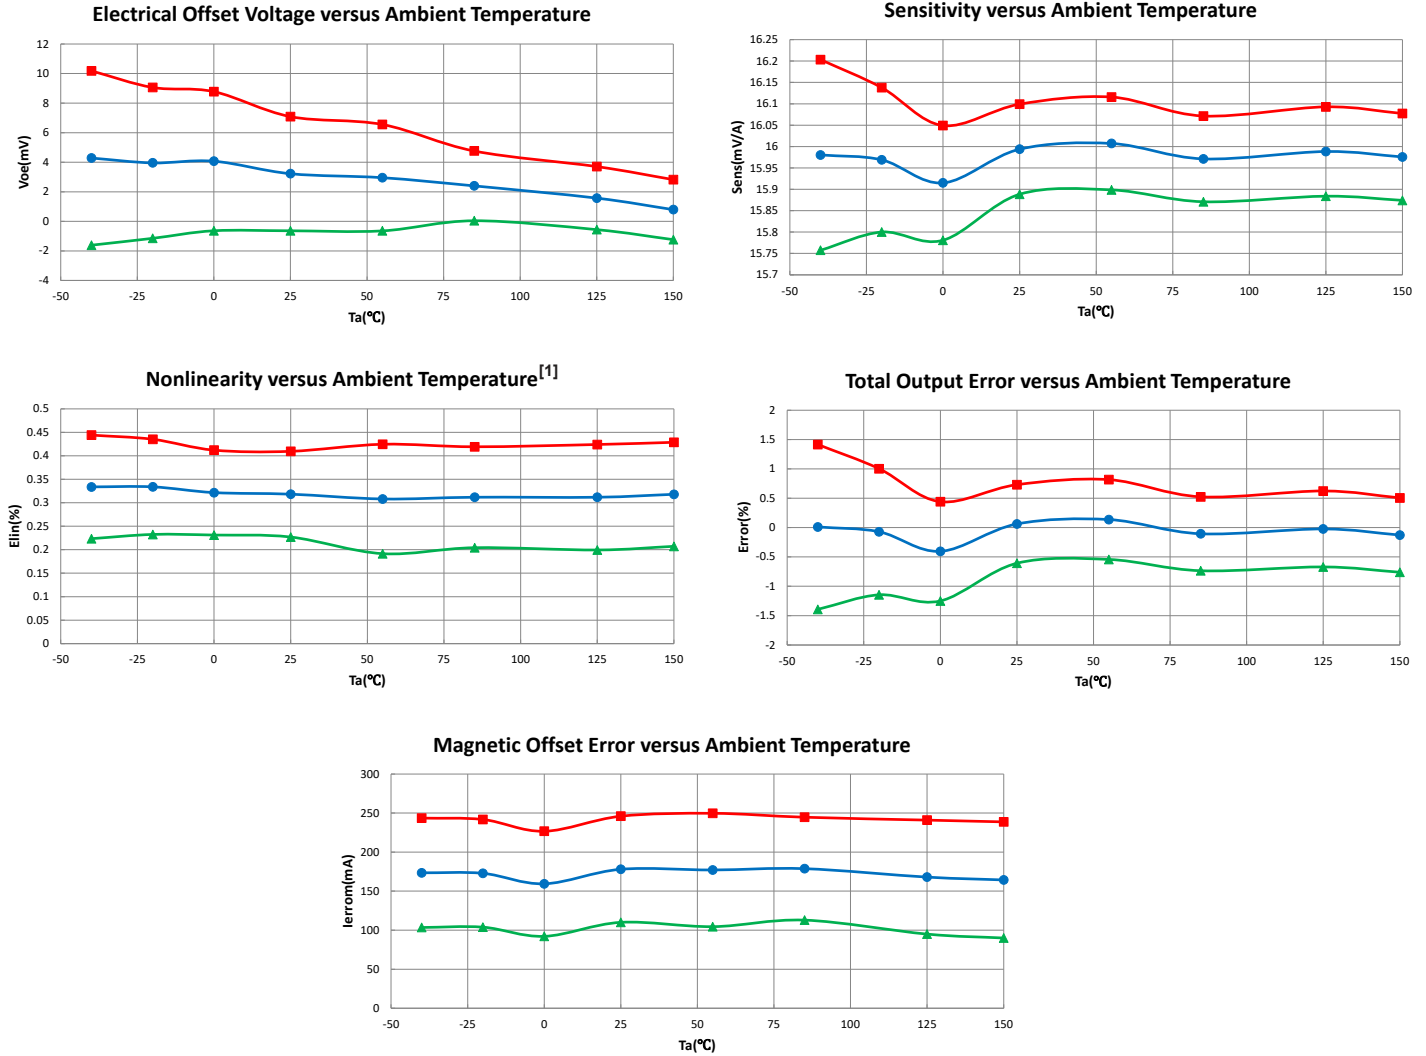 Electrical Offset Voltage versus Ambient Temperature
12
10
8
6
4
2
0
-2
-4
Voe(mV)
-50 -25 0 25 50 75 100 125 150
Ta(℃)
Sensitivity versus Ambient Temperature
16.25
16.2
16.15
16.1
16.05
16
15.95
15.9
15.85
15.8
15.75
15.7
Sens(mV/A)
-50 -25 0 25 50 75 100 125 150
Ta(℃)
Nonlinearity versus Ambient Temperature[1]
0.5
0.45
0.4
0.35
0.3
0.25
0.2
0.15
0.1
0.05
0
Elin(%)
-50 -25 0 25 50 75 100 125 150
Ta(℃)
Total Output Error versus Ambient Temperature
2
1.5
1
0.5
0
-0.5
-1
-1.5
-2
Error(%)
-50 -25 0 25 50 75 100 125 150
Ta(℃)
Magnetic Offset Error versus Ambient Temperature
300
250
200
150
100
50
0
Ierrom(mA)
-50 -25 0 25 50 75 100 125 150
Ta(℃)